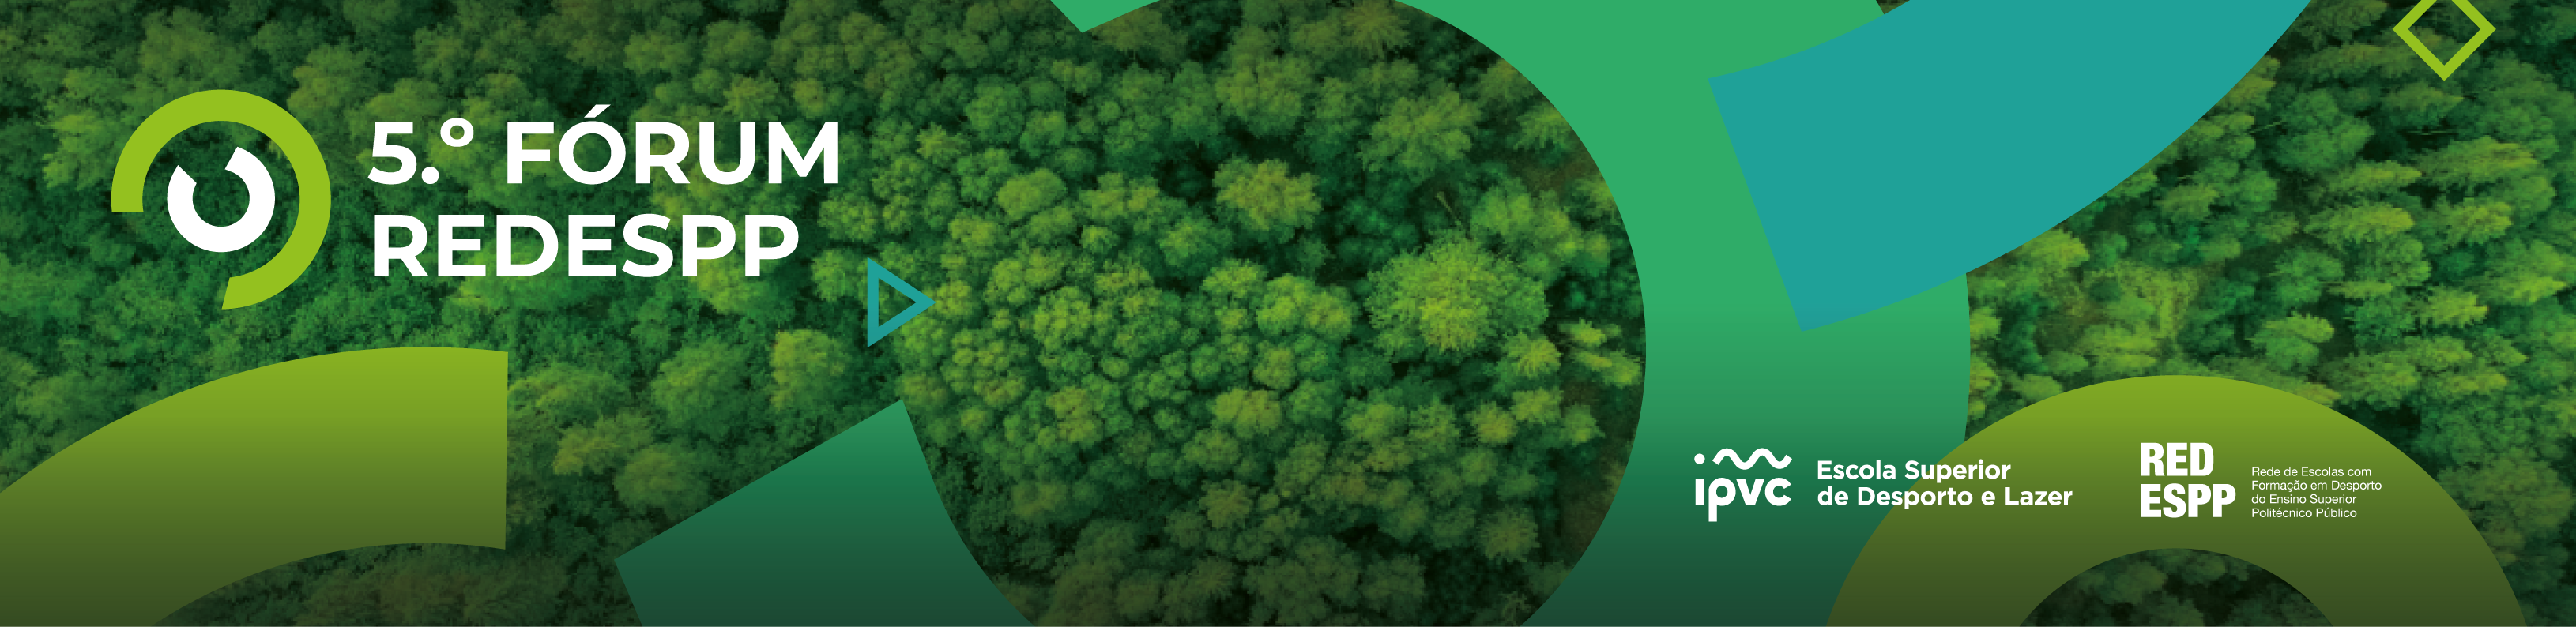 5.º FÓRUM
REDESPP
ipvc
Escola Superior
de Desporto e Lazer
RED
ESPP
Rede de Escolas com
Formação em Desporto
do Ensino Superior
Politécnico Público